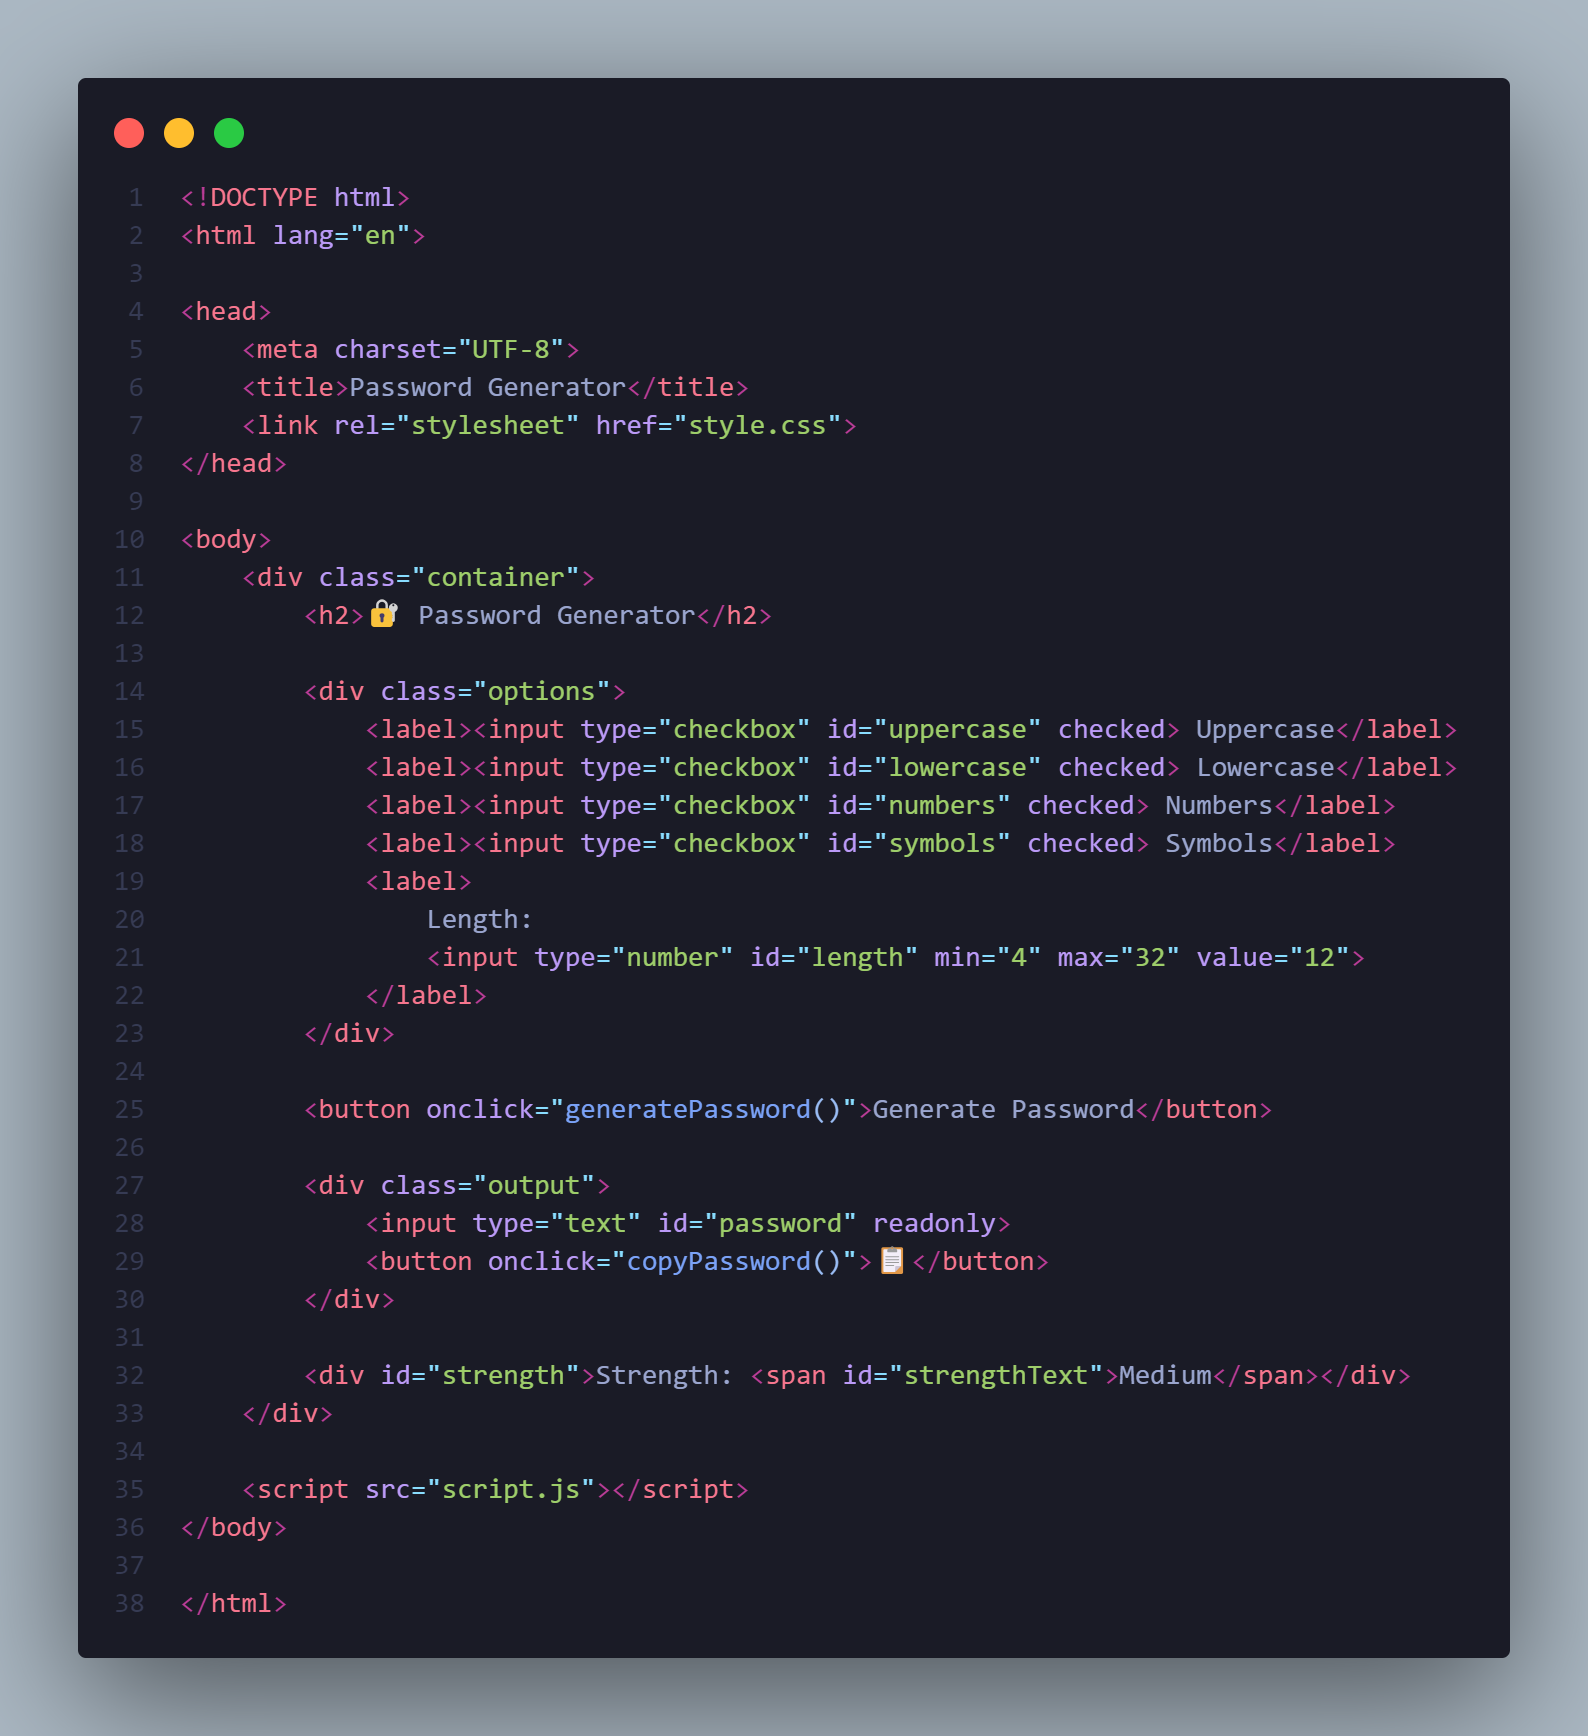 1 <!DOCTYPE html>
2 <html lang="en">
3
4 <head>
5     <meta charset="UTF-8">
6     <title>Password Generator</title>
7     <link rel="stylesheet" href="style.css">
8 </head>
9
10 <body>
11     <div class="container">
12         <h2>🔐 Password Generator</h2>
13
14         <div class="options">
15             <label><input type="checkbox" id="uppercase" checked> Uppercase</label>
16             <label><input type="checkbox" id="lowercase" checked> Lowercase</label>
17             <label><input type="checkbox" id="numbers" checked> Numbers</label>
18             <label><input type="checkbox" id="symbols" checked> Symbols</label>
19             <label>
20                 Length:
21                 <input type="number" id="length" min="4" max="32" value="12">
22             </label>
23         </div>
24
25         <button onclick="generatePassword()">Generate Password</button>
26
27         <div class="output">
28             <input type="text" id="password" readonly>
29             <button onclick="copyPassword()">📋</button>
30         </div>
31
32         <div id="strength">Strength: <span id="strengthText">Medium</span></div>
33     </div>
34
35     <script src="script.js"></script>
36 </body>
37
38 </html>